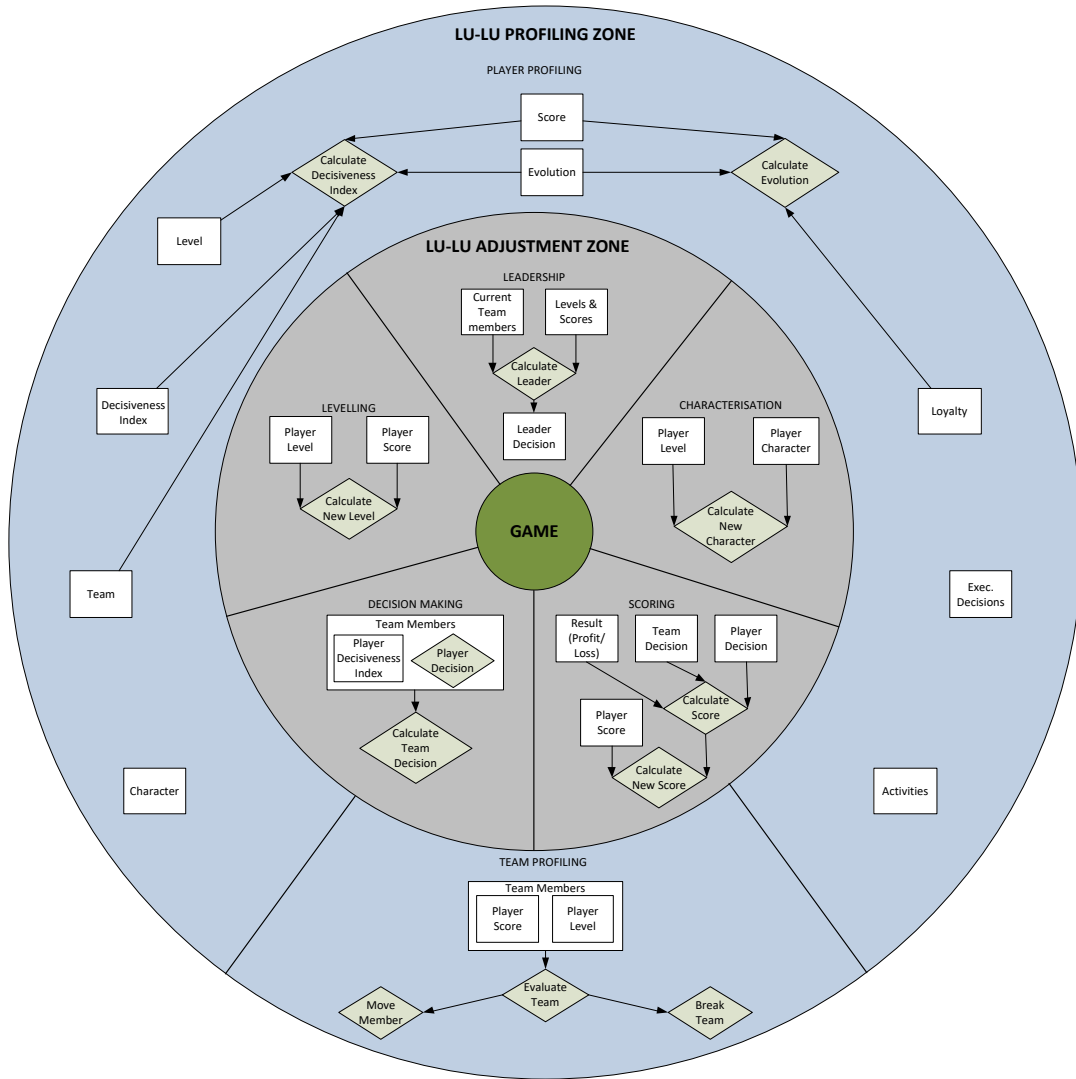 LU-LU PROFILING ZONE
PLAYER PROFILING
Score
Calculate
Decisiveness
Index
Evolution
Calculate
Evolution
Level
LU-LU ADJUSTMENT ZONE
LEADERSHIP
Current
Team
members
Levels &
Scores
Calculate
Leader
Leader
Decision
Decisiveness
Index
LEVELLING
Player
Level
Player
Score
Calculate
New Level
CHARACTERISATION
Player
Level
Player
Character
Calculate
New
Character
Loyalty
GAME
Team
Exec.
Decisions
DECISION MAKING
Team Members
Player
Decisiveness
Index
Player
Decision
Calculate
Team
Decision
SCORING
Result
(Profit/
Loss)
Team
Decision
Player
Decision
Calculate
Score
Player
Score
Calculate
New Score
Character
Activities
TEAM PROFILING
Team Members
Player
Score
Player
Level
Evaluate
Team
Move
Member
Break
Team